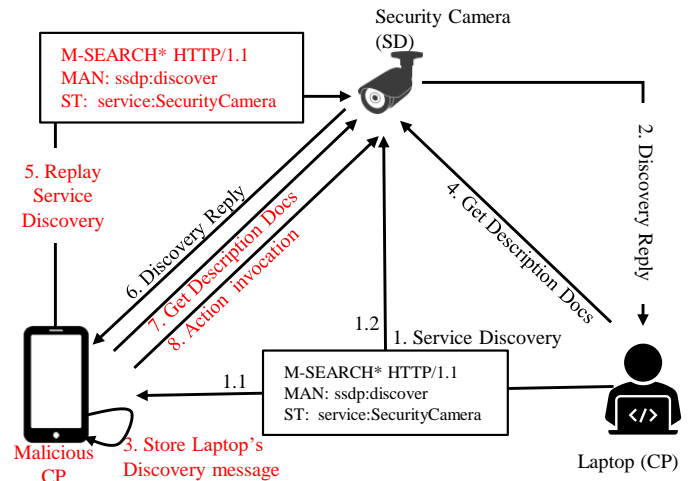 Security Camera
(SD)
M-SEARCH* HTTP/1.1
MAN: ssdp:discover
ST: service:SecurityCamera
5. Replay
Service
Discovery
2. Discovery Reply
4. Get Description Docs
6. Discovery Reply
7. Get Description Docs
8. Action invocation
1.2
1. Service Discovery
1.1
M-SEARCH* HTTP/1.1
MAN: ssdp:discover
ST: service:SecurityCamera
</>
Malicious
CP
3. Store Laptop's
Discovery message
Laptop (CP)